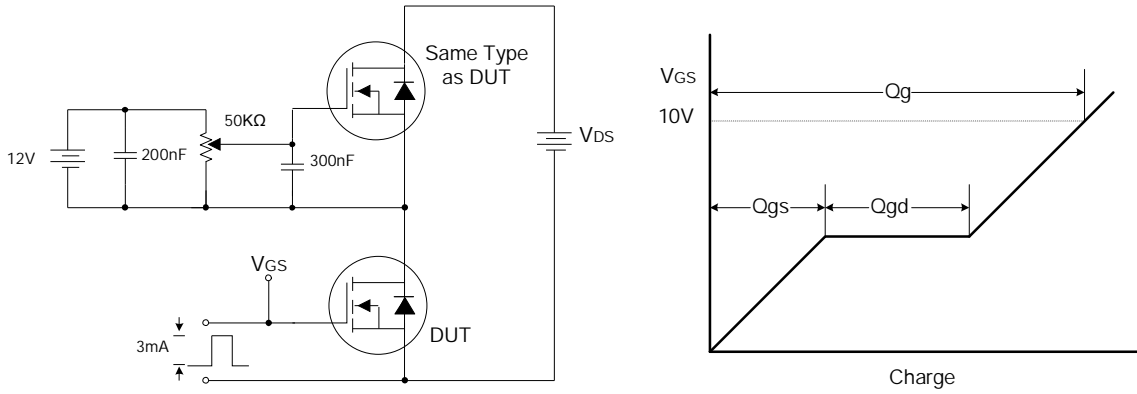 Same Type
as DUT
50KΩ
12V
200nF
300nF
VDS
VGS
3mA
DUT
VGS
Qg
10V
Qgs
Qgd
Charge